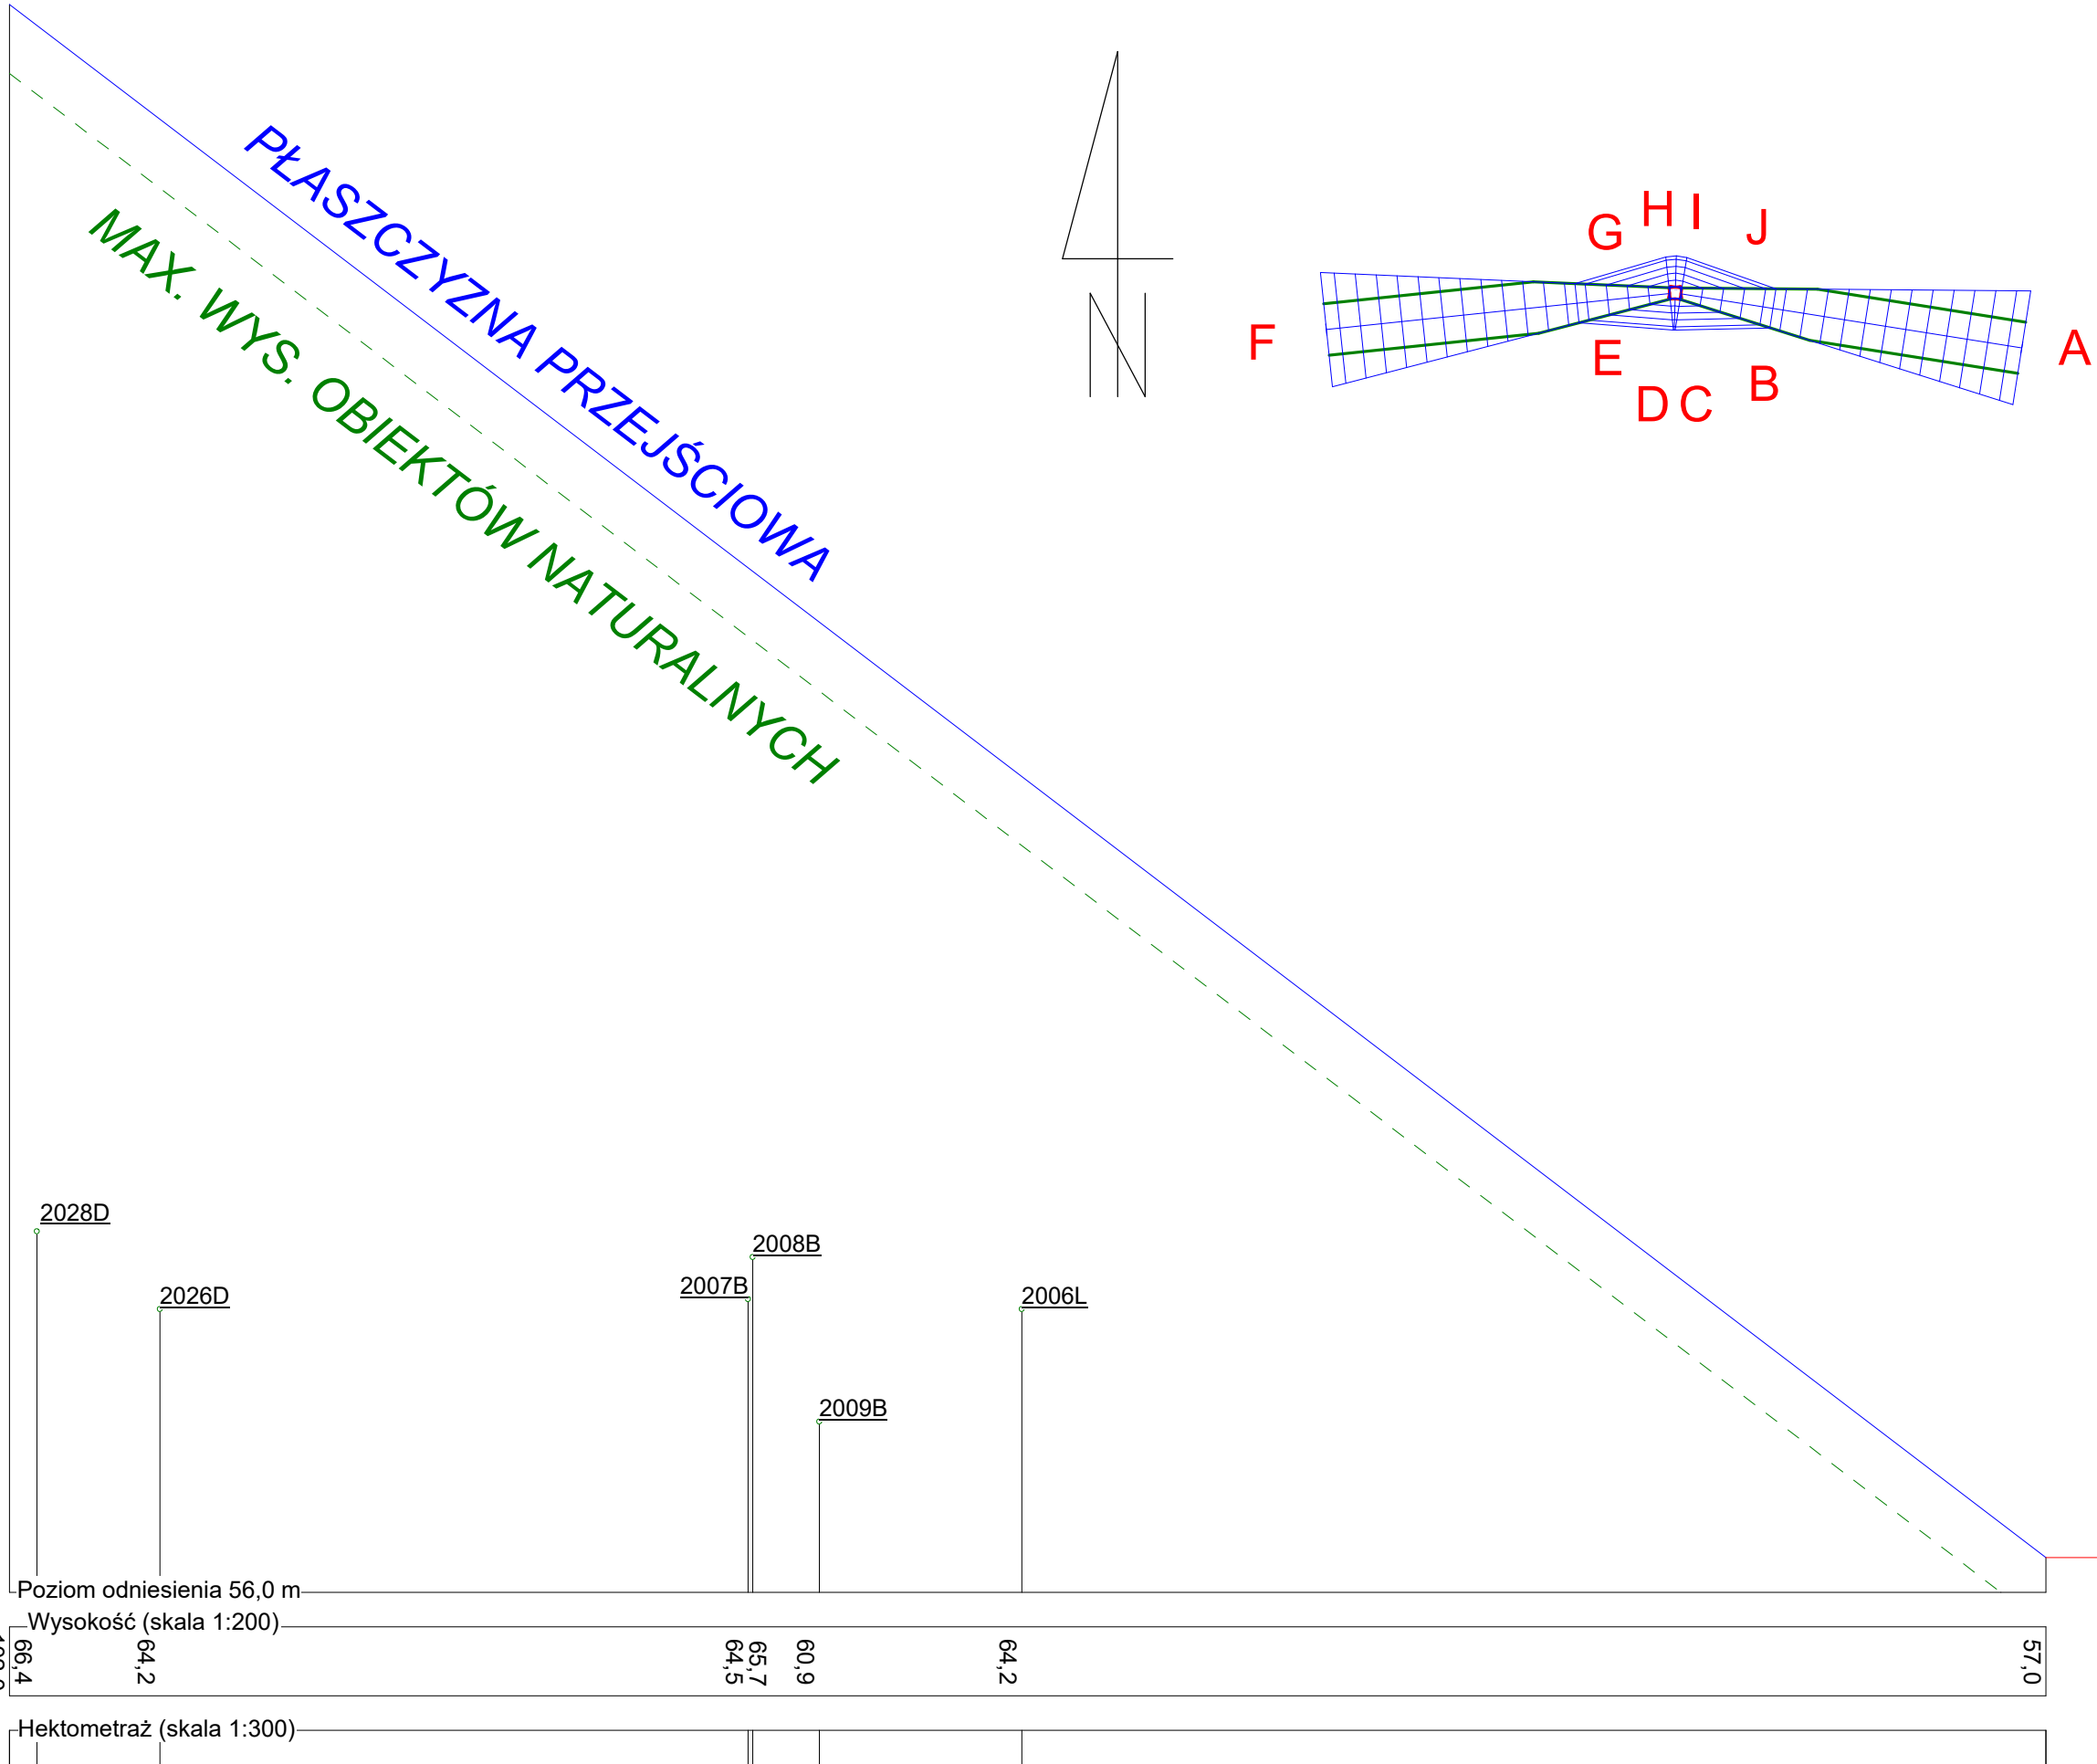 PŁASZCZYZNA PRZEJŚCIOWA
MAX. WYS. OBIEKTÓW NATURALNYCH
N
H I
G J
F
A
E
B
D C
2028D
2008B
2007B
2026D
2006L
2009B
Poziom odniesienia 56,0 m
Wysokość (skala 1:200)
66,4 64,2 64,5 65,7 60,9 64,2 57,0
Hektometraż (skala 1:300)